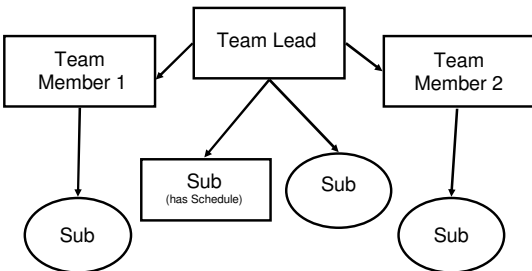 Team Lead
Team
Member 1
Team
Member 2
Sub
(has Schedule)
Sub
Sub
Sub